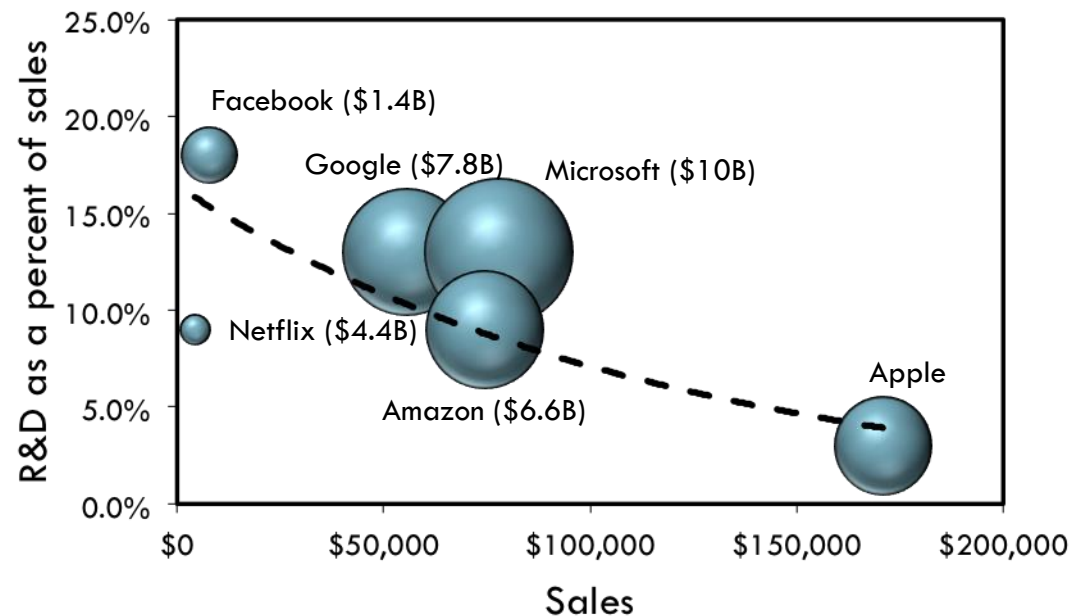 25.0%
20.0%
15.0%
10.0%
5.0%
0.0%
R&D as a percent of sales
Facebook ($1.4B)
Google ($7.8B)
Microsoft ($10B)
Netflix ($4.4B)
Amazon ($6.6B)
Apple
$0
$50,000
$100,000
$150,000
$200,000
Sales